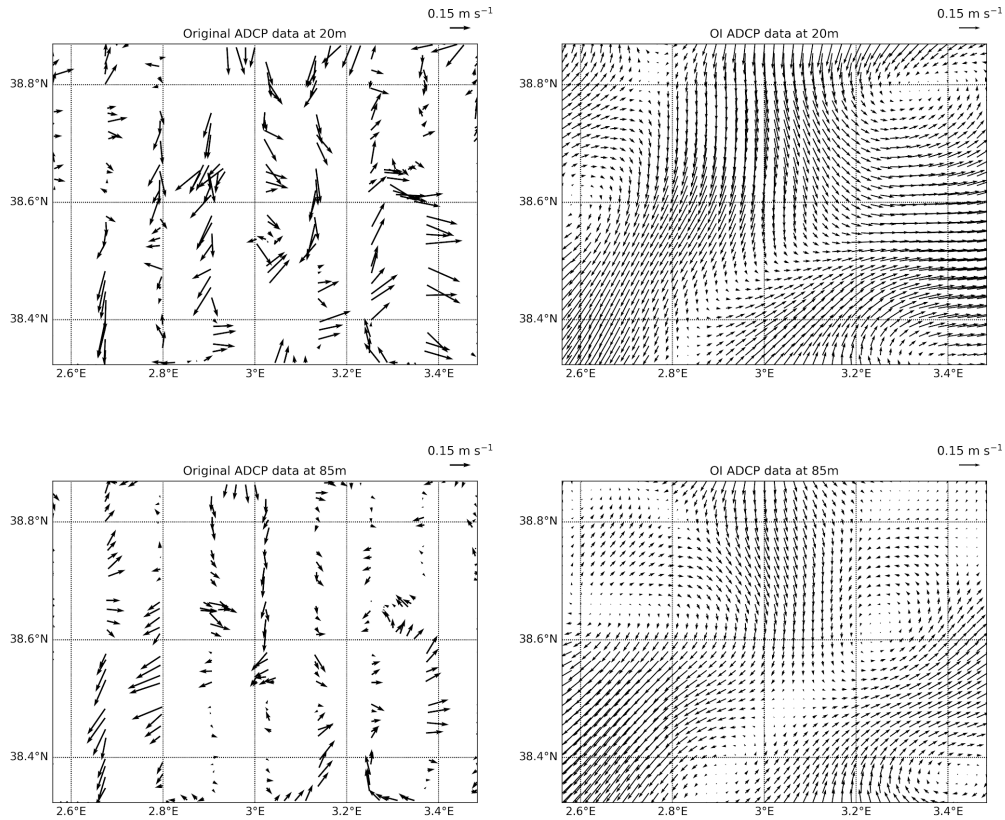 0.15 m s⁻¹
Original ADCP data at 20m
38.8°N
38.6°N
38.4°N
2.6°E 2.8°E 3°E 3.2°E 3.4°E
0.15 m s⁻¹
OI ADCP data at 20m
38.8°N
38.6°N
38.4°N
2.6°E 2.8°E 3°E 3.2°E 3.4°E
0.15 m s⁻¹
Original ADCP data at 85m
38.8°N
38.6°N
38.4°N
2.6°E 2.8°E 3°E 3.2°E 3.4°E
0.15 m s⁻¹
OI ADCP data at 85m
38.8°N
38.6°N
38.4°N
2.6°E 2.8°E 3°E 3.2°E 3.4°E